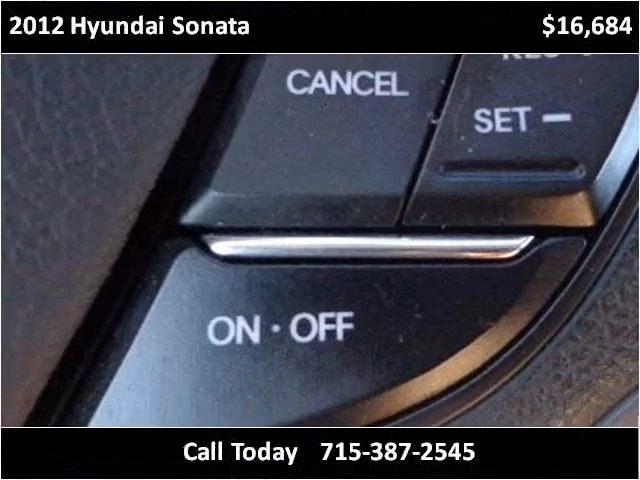 2012 Hyundai Sonata $16,684
CANCEL
SET −
ON · OFF
Call Today 715-387-2545